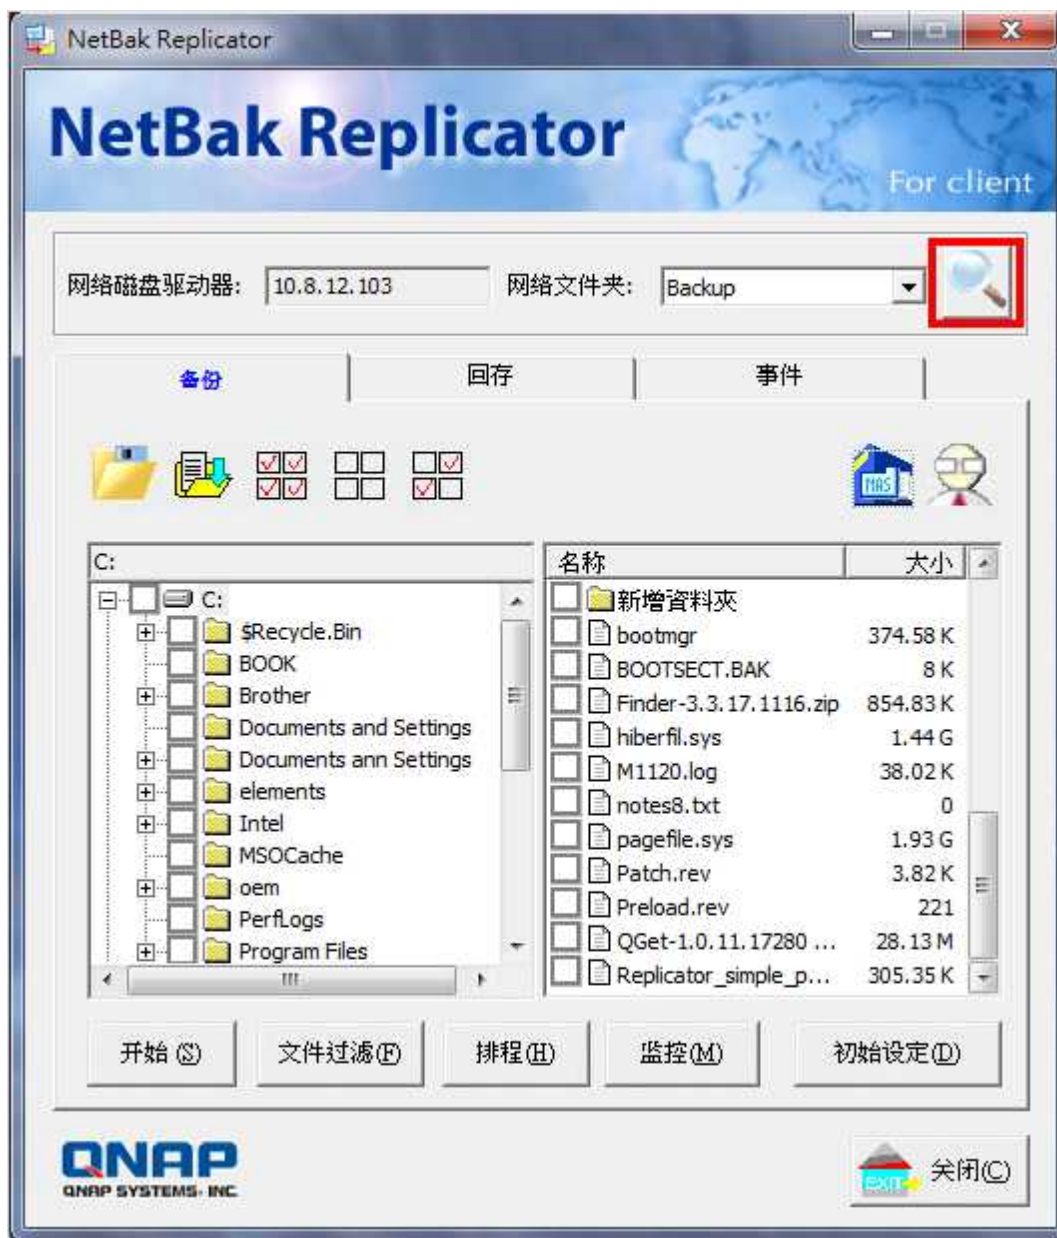 NetBak Replicator
NetBak Replicator
For client
网络磁盘驱动器: 10.8.12.103 网络文件夹: Backup
备份 回存 事件
NAS
C:
C:
$Recycle.Bin
BOOK
Brother
Documents and Settings
Documents ann Settings
elements
Intel
MSOCache
oem
PerfLogs
Program Files
名称 大小
新增資料夾
bootmgr 374.58 K
BOOTSECT.BAK 8 K
Finder-3.3.17.1116.zip 854.83 K
hiberfil.sys 1.44 G
M1120.log 38.02 K
notes8.txt 0
pagefile.sys 1.93 G
Patch.rev 3.82 K
Preload.rev 221
QGet-1.0.11.17280 ... 28.13 M
Replicator_simple_p... 305.35 K
开始 (S) 文件过滤(F) 排程(H) 监控(M) 初始设定(D)
QNAP
QNAP SYSTEMS, INC.
EXIT 关闭(C)